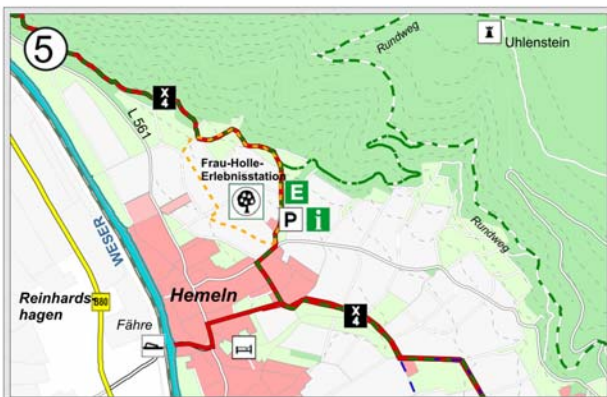 5
Rundweg
Uhlenstein
X
4
L 561
Frau-Holle-
Erlebnisstation
E
P
i
WESER
Rundweg
Reinhards-
hagen
B80
Hemeln
Fähre
X
4